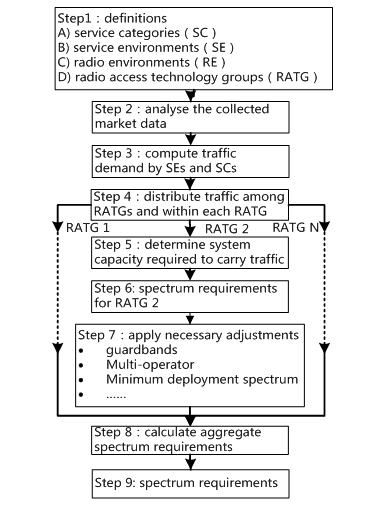 Step1 : definitions
A) service categories ( SC )
B) service environments ( SE )
C) radio environments ( RE )
D) radio access technology groups ( RATG )
Step 2 : analyse the collected
market data
Step 3 : compute traffic
demand by SEs and SCs
Step 4 : distribute traffic among
RATGs and within each RATG
RATG 1
RATG 2
RATG N
Step 5 : determine system
capacity required to carry traffic
Step 6: spectrum requirements
for RATG 2
Step 7 : apply necessary adjustments
• guardbands
• Multi-operator
• Minimum deployment spectrum
• ......
Step 8 : calculate aggregate
spectrum requirements
Step 9: spectrum requirements